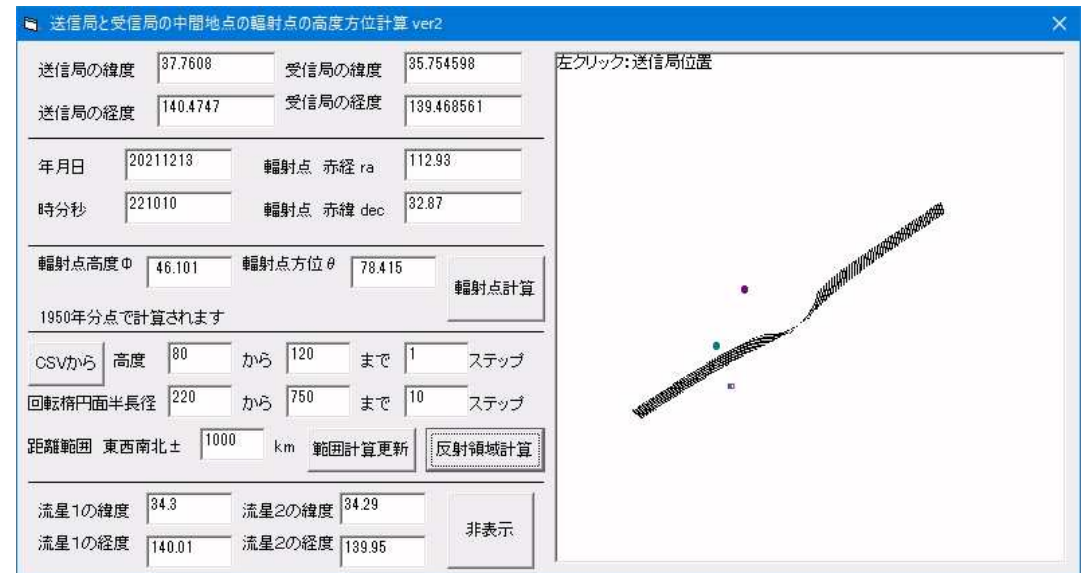 送信局と受信局の中間地点の輻射点の高度方位計算 ver2
送信局の緯度 37.7608 受信局の緯度 35.754598
送信局の経度 140.4747 受信局の経度 139.468561
年月日 20211213 輻射点 赤経 ra 112.93
時分秒 221010 輻射点 赤緯 dec 32.87
輻射点高度Φ 46.101 輻射点方位θ 78.415 輻射点計算
1950年分点で計算されます
CSVから 高度 80 から 120 まで 1 ステップ
回転楕円面半長径 220 から 750 まで 10 ステップ
距離範囲 東西南北± 1000 km 範囲計算更新 反射領域計算
流星1の緯度 34.3 流星2の緯度 34.29 非表示
流星1の経度 140.01 流星2の経度 139.95
左クリック:送信局位置